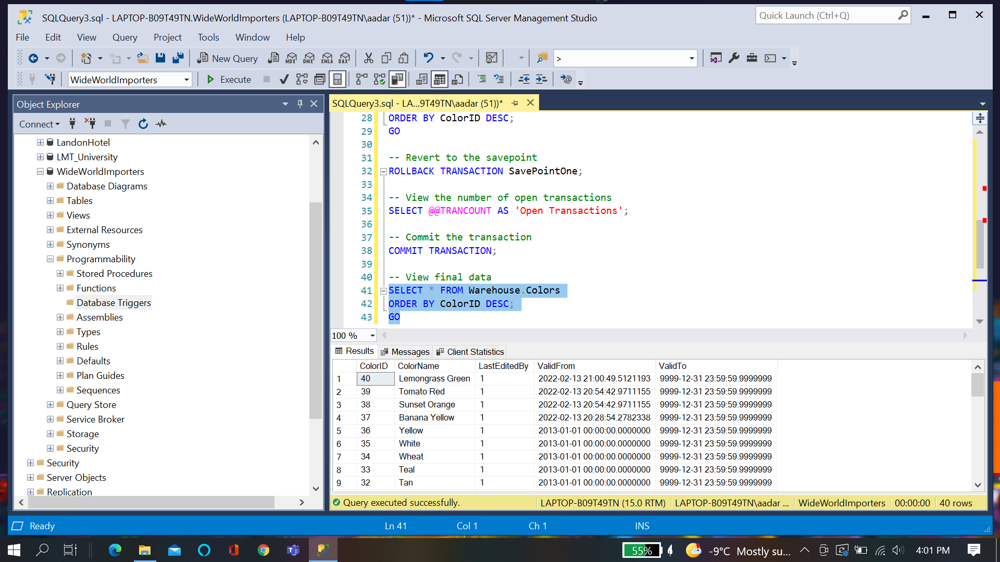 SQLQuery3.sql - LAPTOP-B09T49TN.WideWorldImporters (LAPTOP-B09T49TN\aadar (51))* - Microsoft SQL Server Management Studio
Quick Launch (Ctrl+Q)
File Edit View Query Project Tools Window Help
New Query MDX DMX XMLA DAX >
WideWorldImporters Execute
Object Explorer
Connect
LandonHotel
LMT_University
WideWorldImporters
Database Diagrams
Tables
Views
External Resources
Synonyms
Programmability
Stored Procedures
Functions
Database Triggers
Assemblies
Types
Rules
Defaults
Plan Guides
Sequences
Query Store
Service Broker
Storage
Security
Security
Server Objects
Replication
SQLQuery3.sql - LA...9T49TN\aadar (51))*
28 ORDER BY ColorID DESC;
29 GO
30
31 -- Revert to the savepoint
32 ROLLBACK TRANSACTION SavePointOne;
33
34 -- View the number of open transactions
35 SELECT @@TRANCOUNT AS 'Open Transactions';
36
37 -- Commit the transaction
38 COMMIT TRANSACTION;
39
40 -- View final data
41 SELECT * FROM Warehouse.Colors
42 ORDER BY ColorID DESC;
43 GO
100 %
Results Messages Client Statistics
ColorID ColorName LastEditedBy ValidFrom ValidTo
1 40 Lemongrass Green 1 2022-02-13 21:00:49.5121193 9999-12-31 23:59:59.9999999
2 39 Tomato Red 1 2022-02-13 20:54:42.9711155 9999-12-31 23:59:59.9999999
3 38 Sunset Orange 1 2022-02-13 20:54:42.9711155 9999-12-31 23:59:59.9999999
4 37 Banana Yellow 1 2022-02-13 20:28:54.2782338 9999-12-31 23:59:59.9999999
5 36 Yellow 1 2013-01-01 00:00:00.0000000 9999-12-31 23:59:59.9999999
6 35 White 1 2013-01-01 00:00:00.0000000 9999-12-31 23:59:59.9999999
7 34 Wheat 1 2013-01-01 00:00:00.0000000 9999-12-31 23:59:59.9999999
8 33 Teal 1 2013-01-01 00:00:00.0000000 9999-12-31 23:59:59.9999999
9 32 Tan 1 2013-01-01 00:00:00.0000000 9999-12-31 23:59:59.9999999
Query executed successfully. LAPTOP-B09T49TN (15.0 RTM) LAPTOP-B09T49TN\aadar ... WideWorldImporters 00:00:00 40 rows
Ready Ln 41 Col 1 Ch 1 INS
55% -9°C Mostly su... 4:01 PM